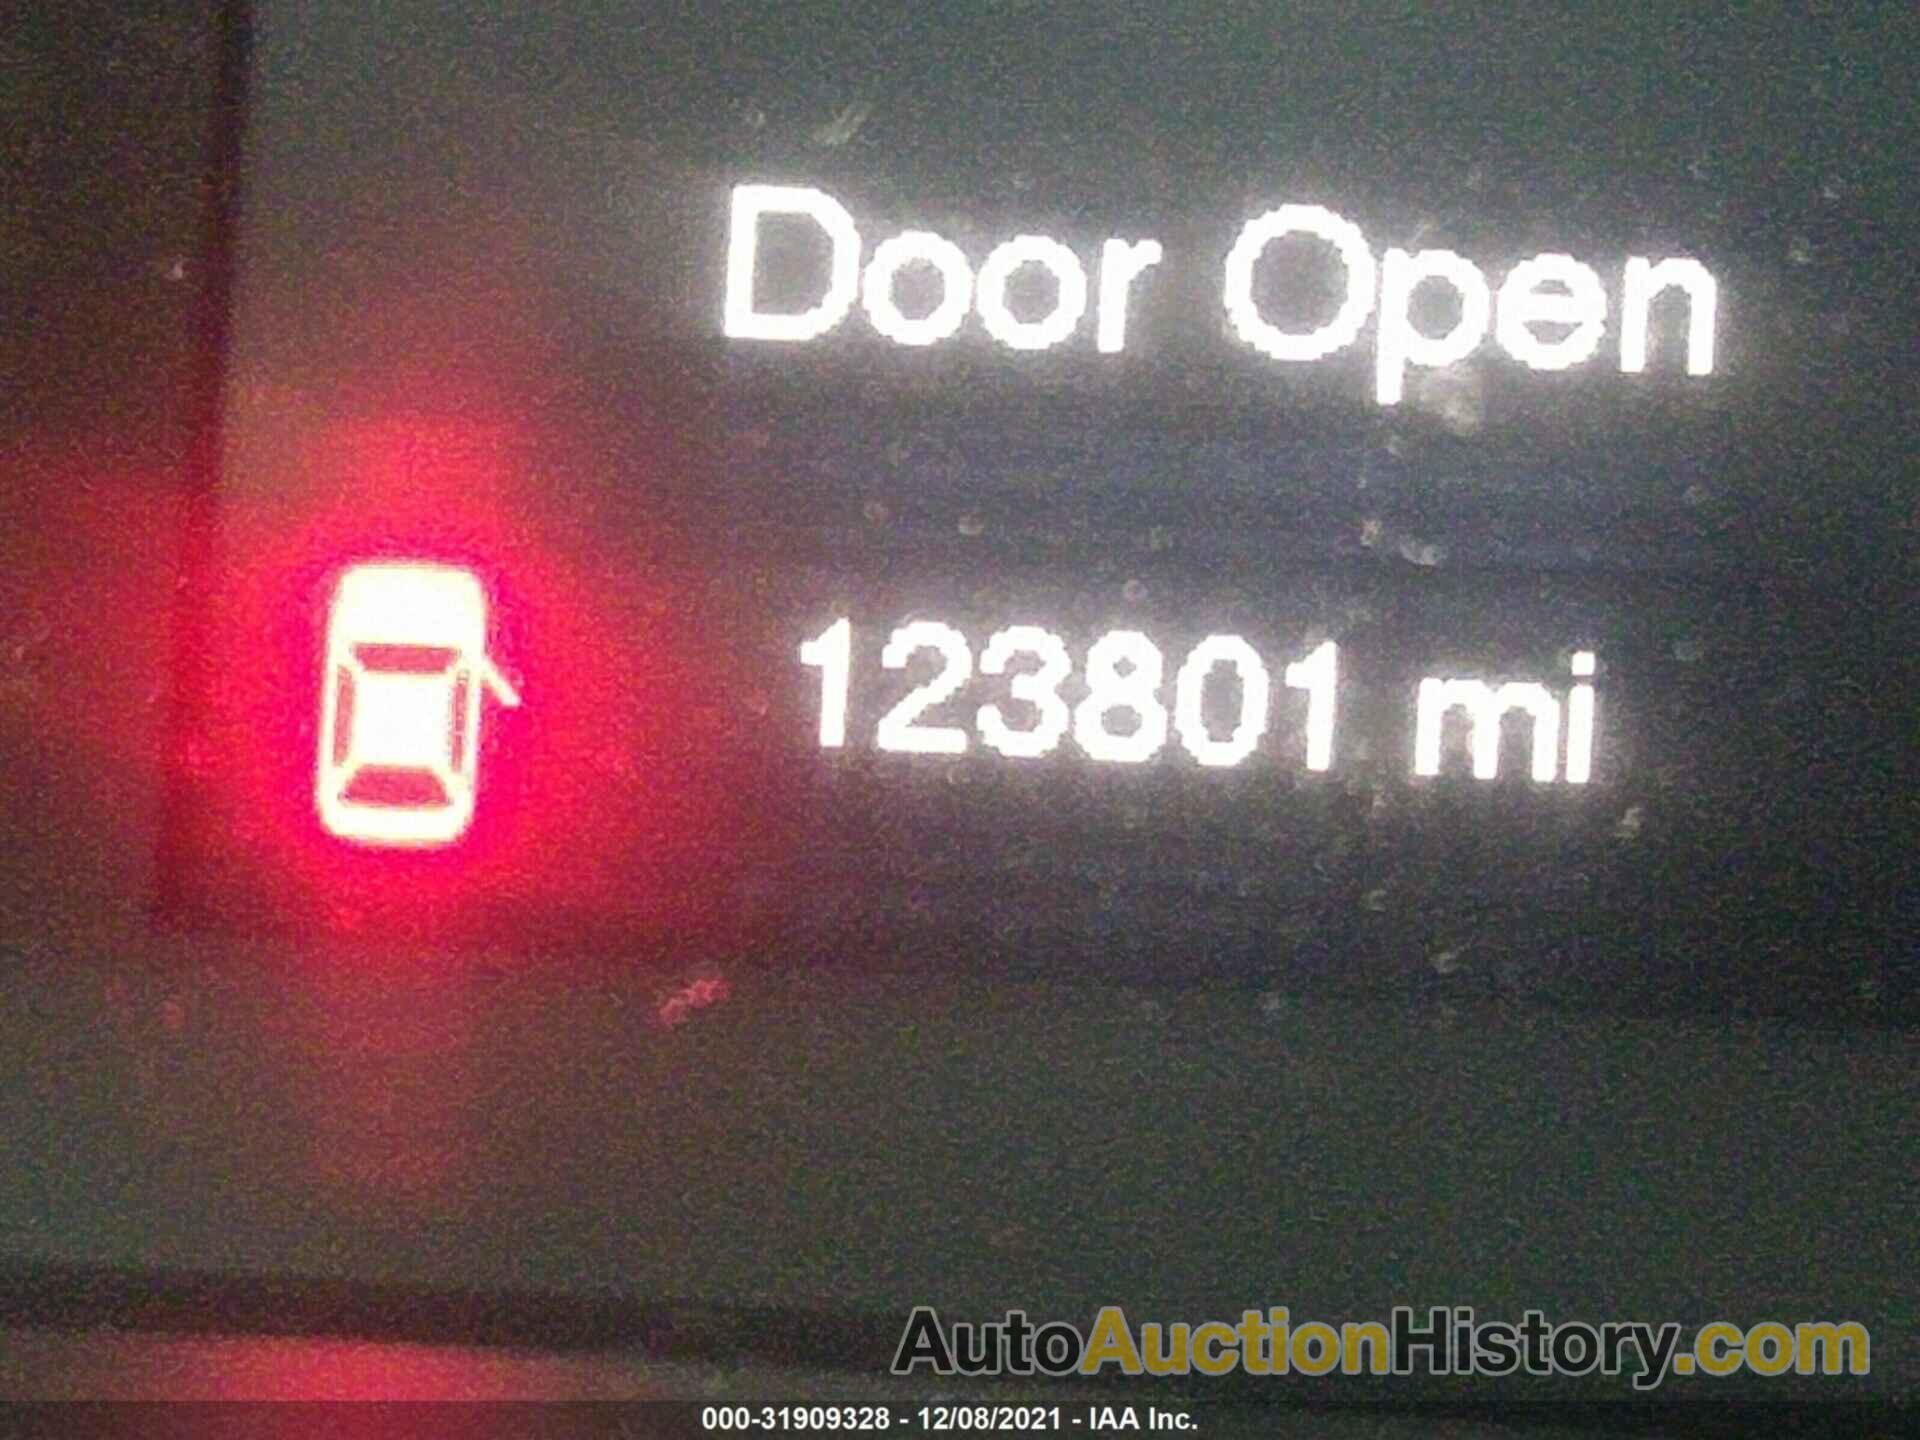 Door Open
123801 mi
AutoAuctionHistory.com
000-31909328 - 12/08/2021 - IAA Inc.